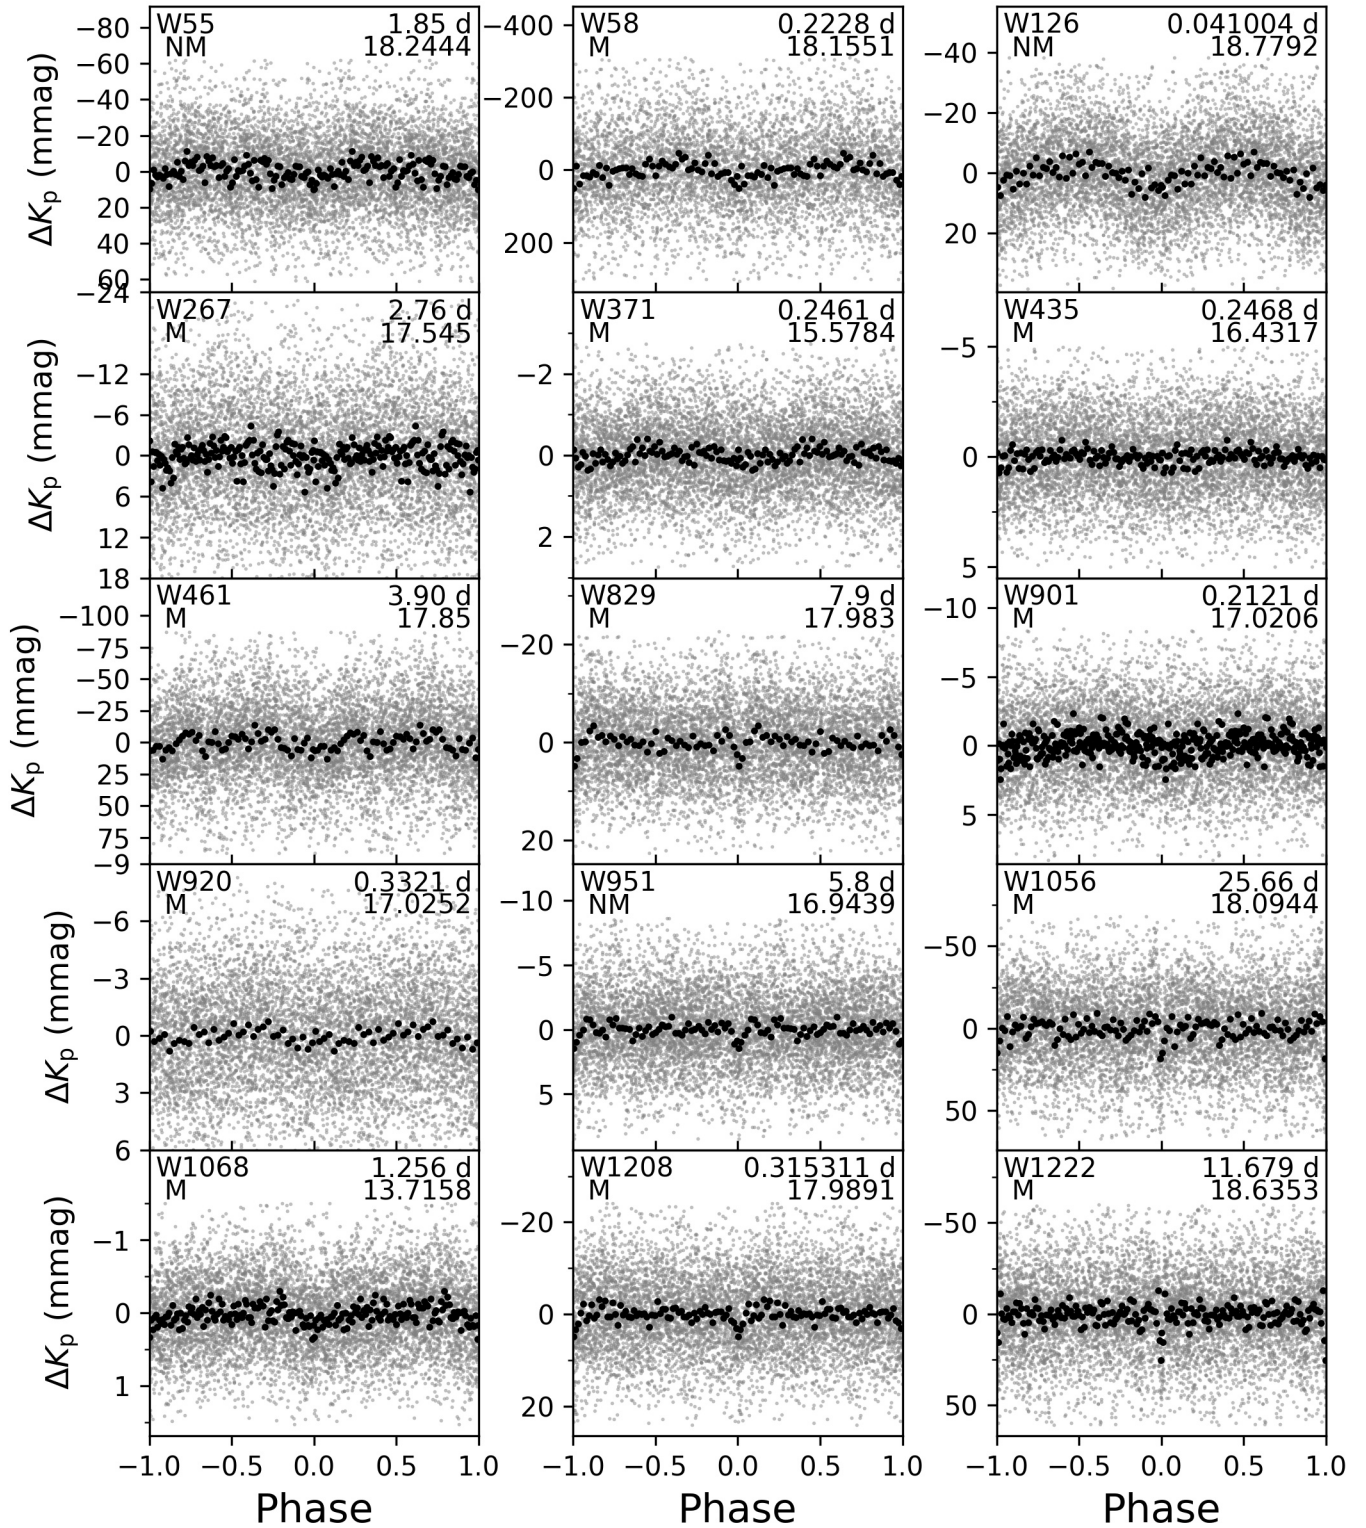 W55 1.85 d
NM 18.2444
W58 0.2228 d
M 18.1551
W126 0.041004 d
NM 18.7792
−80
−60
−40
−20
0
20
40
60
−400
−200
0
200
−40
−20
0
20
ΔKp (mmag)
W267 2.76 d
M 17.545
W371 0.2461 d
M 15.5784
W435 0.2468 d
M 16.4317
−24
−12
−6
0
6
12
18
−2
0
2
−5
0
5
ΔKp (mmag)
W461 3.90 d
M 17.85
W829 7.9 d
M 17.983
W901 0.2121 d
M 17.0206
−100
−75
−50
−25
0
25
50
75
−20
0
20
−10
−5
0
5
ΔKp (mmag)
W920 0.3321 d
M 17.0252
W951 5.8 d
NM 16.9439
W1056 25.66 d
M 18.0944
−9
−6
−3
0
3
6
−10
−5
0
5
−50
0
50
ΔKp (mmag)
W1068 1.256 d
M 13.7158
W1208 0.315311 d
M 17.9891
W1222 11.679 d
M 18.6353
−1
0
1
−20
0
20
−50
0
50
ΔKp (mmag)
−1.0 −0.5 0.0 0.5 1.0
−1.0 −0.5 0.0 0.5 1.0
−1.0 −0.5 0.0 0.5 1.0
Phase
Phase
Phase